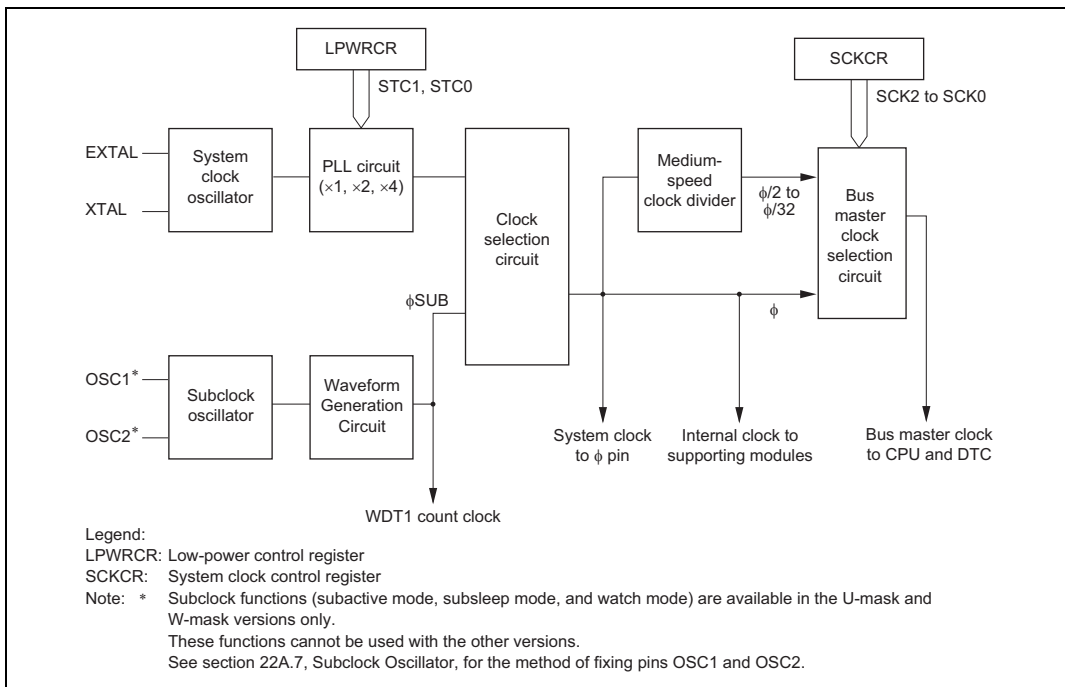 LPWRCR
STC1, STC0
SCKCR
SCK2 to SCK0
EXTAL
XTAL
System
clock
oscillator
PLL circuit
(×1, ×2, ×4)
Clock
selection
circuit
Medium-
speed
clock divider
ϕ/2 to
ϕ/32
Bus
master
clock
selection
circuit
ϕSUB
ϕ
OSC1*
OSC2*
Subclock
oscillator
Waveform
Generation
Circuit
System clock
to ϕ pin
Internal clock to
supporting modules
Bus master clock
to CPU and DTC
WDT1 count clock
Legend:
LPWRCR: Low-power control register
SCKCR: System clock control register
Note: * Subclock functions (subactive mode, subsleep mode, and watch mode) are available in the U-mask and
W-mask versions only.
These functions cannot be used with the other versions.
See section 22A.7, Subclock Oscillator, for the method of fixing pins OSC1 and OSC2.